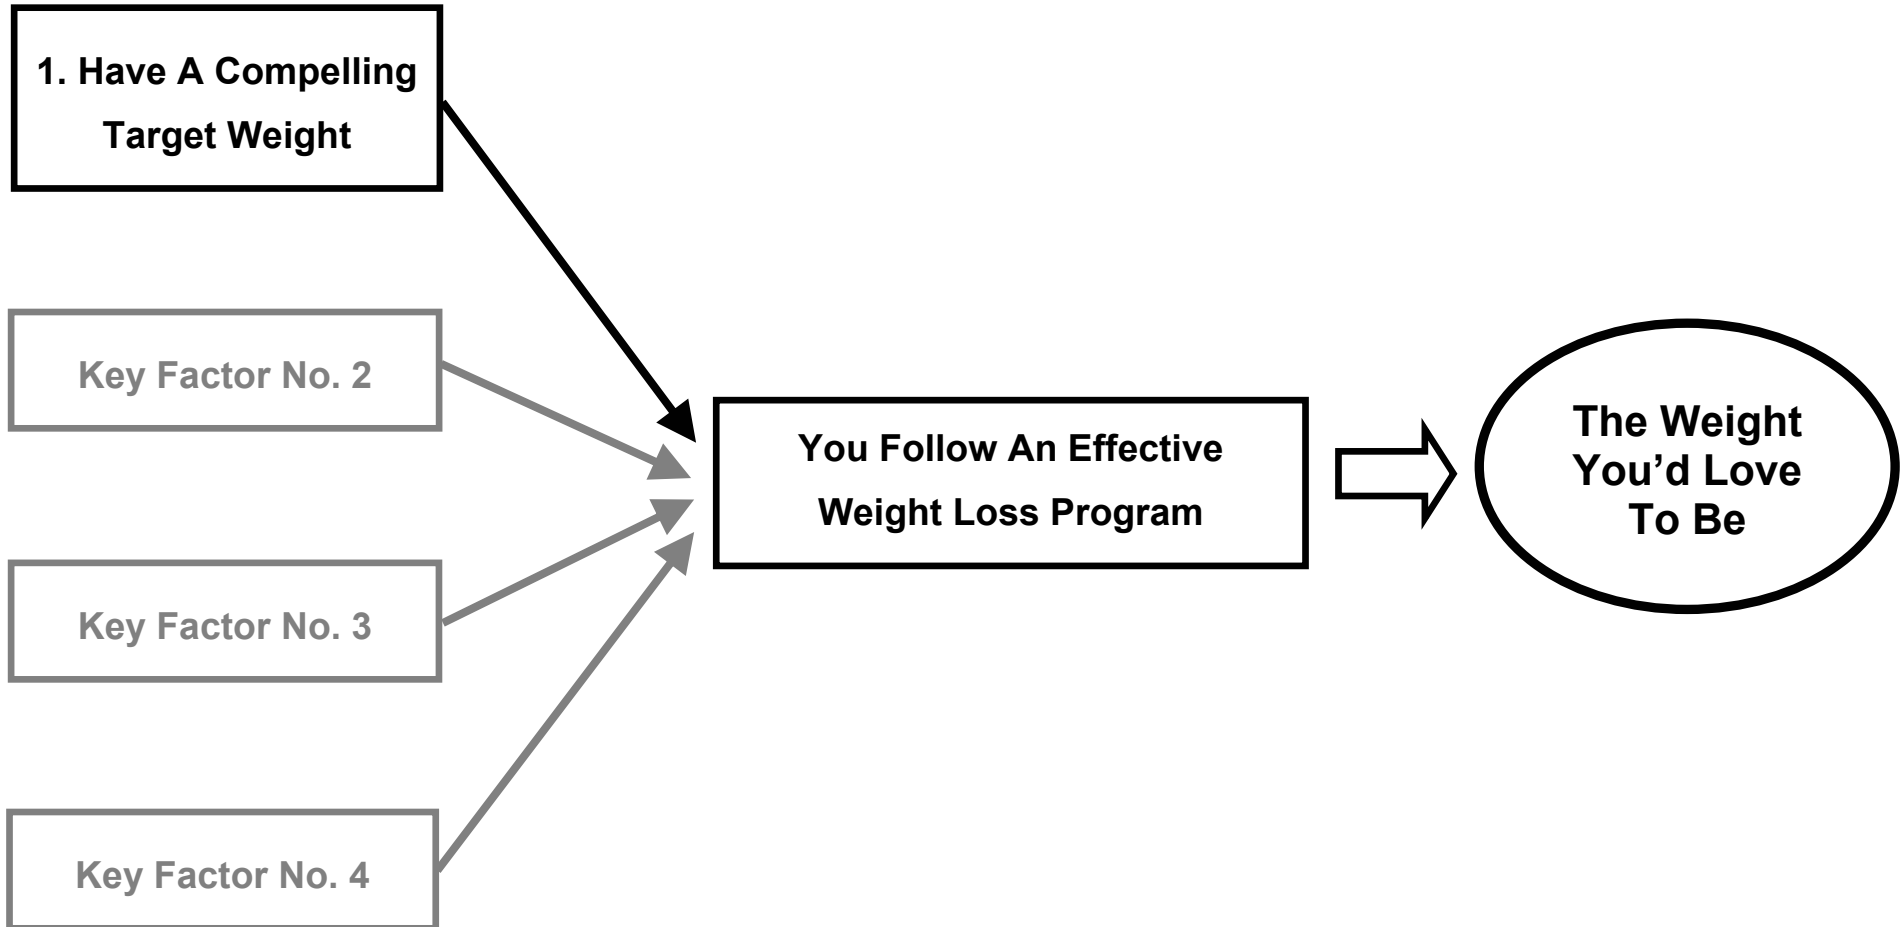 1. Have A Compelling
Target Weight
Key Factor No. 2
Key Factor No. 3
Key Factor No. 4
You Follow An Effective
Weight Loss Program
The Weight
You’d Love
To Be